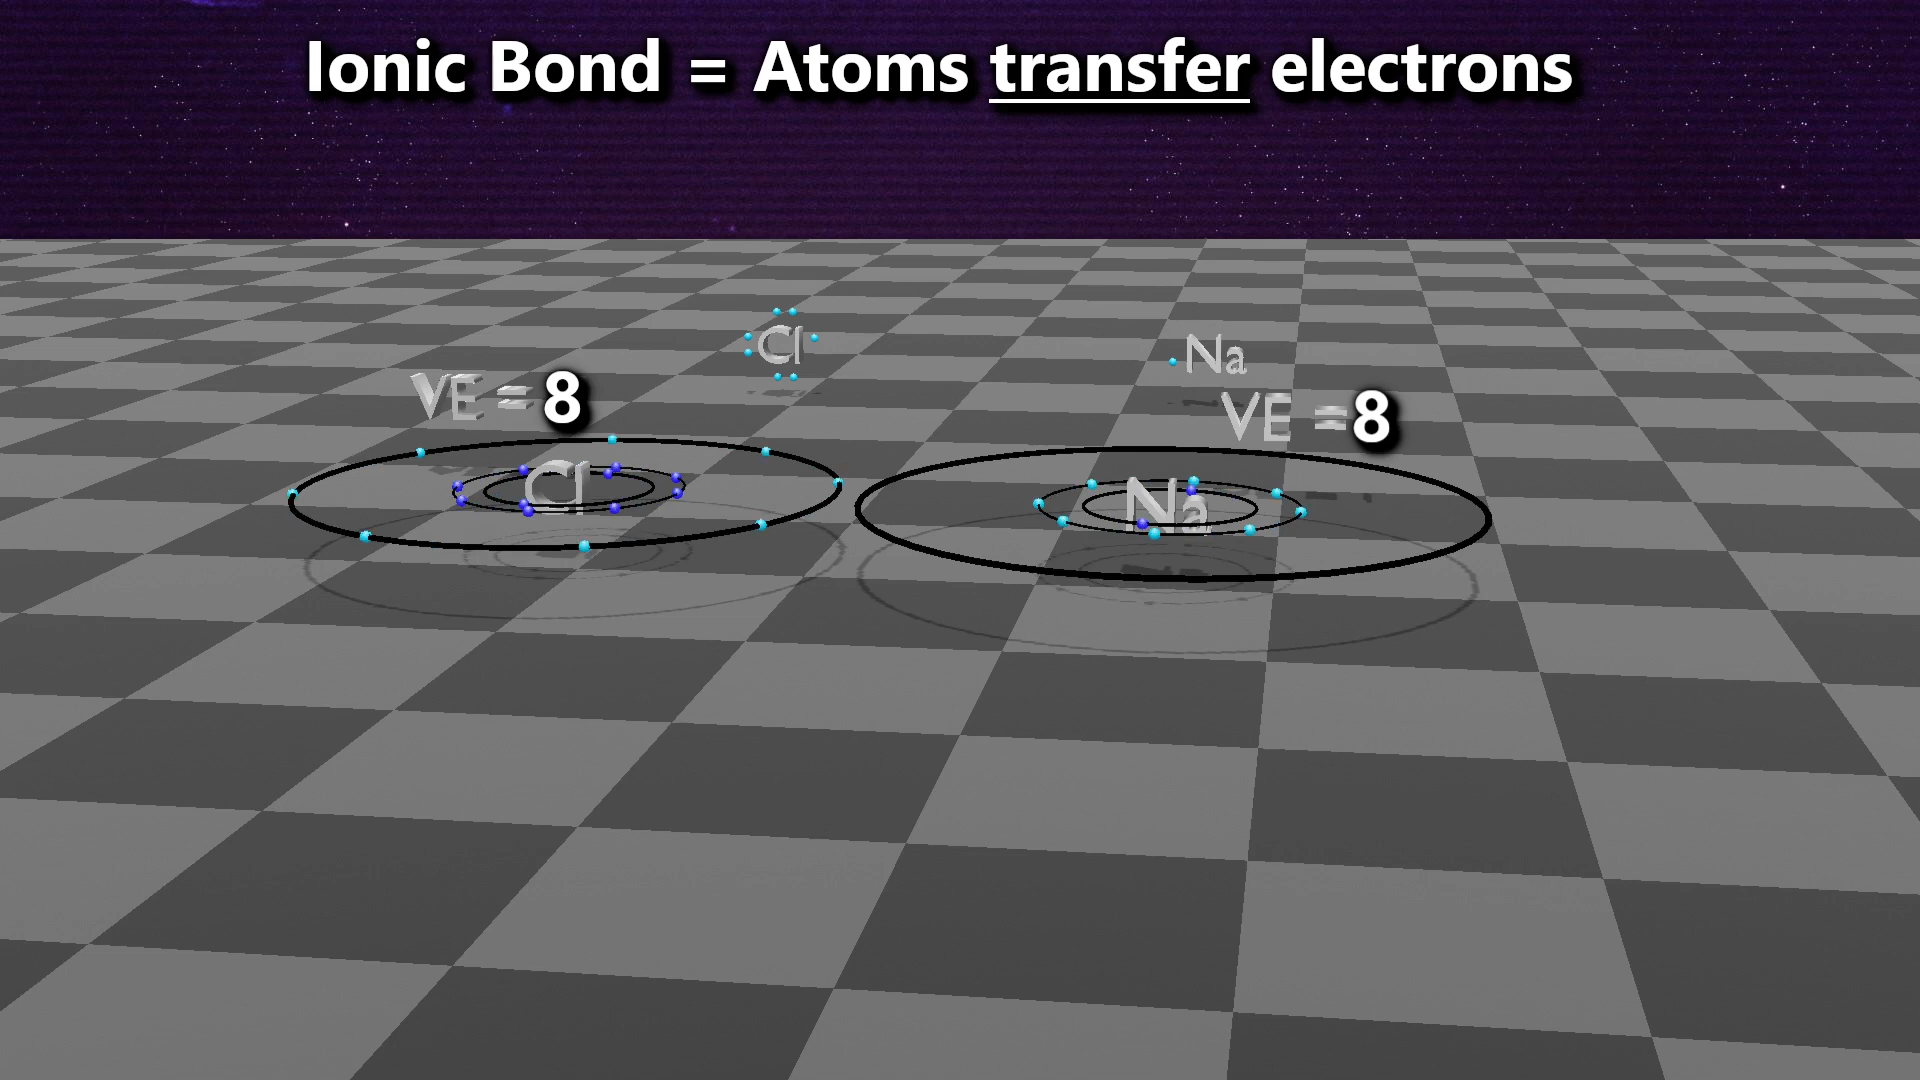 Ionic Bond = Atoms transfer electrons
Cl
Na
VE = 8
VE = 8
Cl
Na